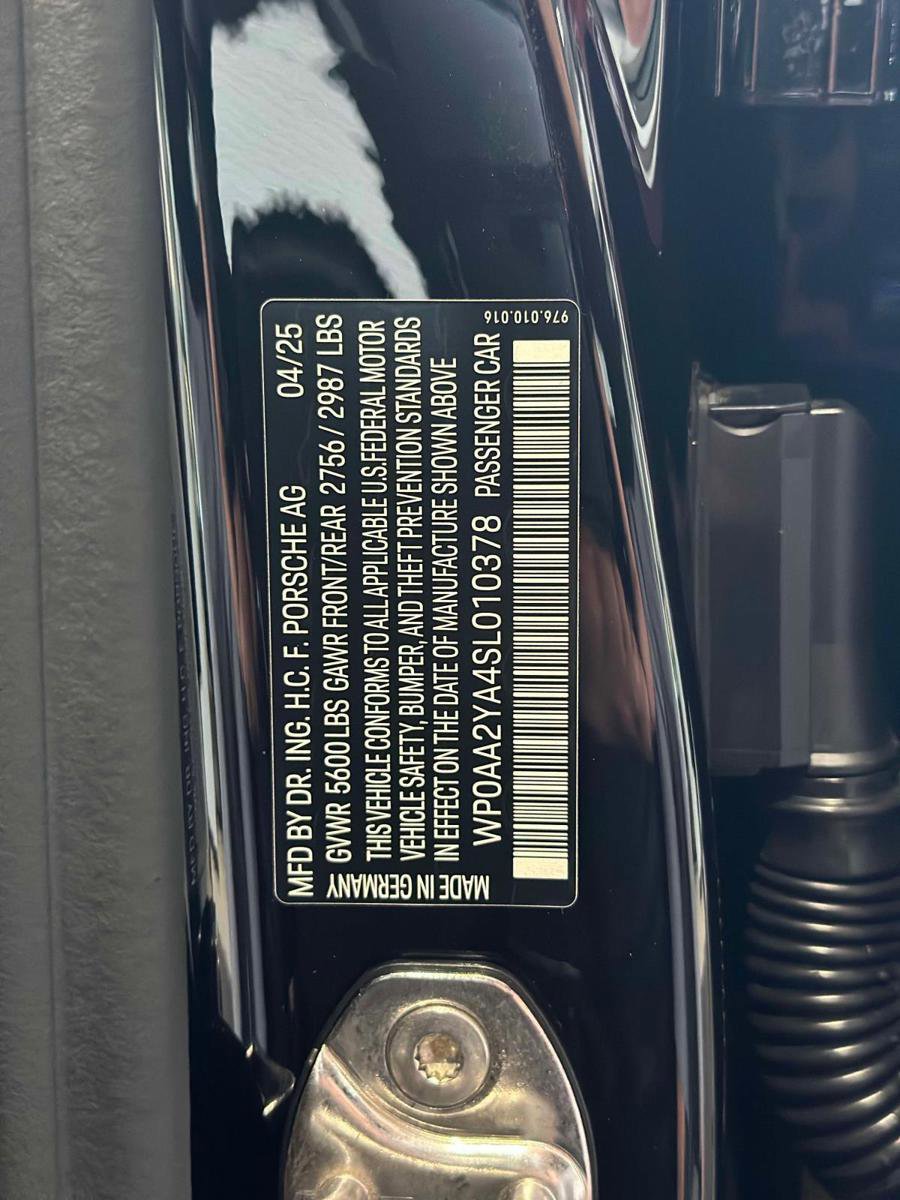 MFD BY DR. ING. H.C. F. PORSCHE AG 04/25
GVWR 5600 LBS GAWR FRONT/REAR 2756 / 2987 LBS
THIS VEHICLE CONFORMS TO ALL APPLICABLE U.S. FEDERAL MOTOR
VEHICLE SAFETY, BUMPER, AND THEFT PREVENTION STANDARDS
IN EFFECT ON THE DATE OF MANUFACTURE SHOWN ABOVE
WP0AA2YA4SL010378 PASSENGER CAR
MADE IN GERMANY
976.010.016